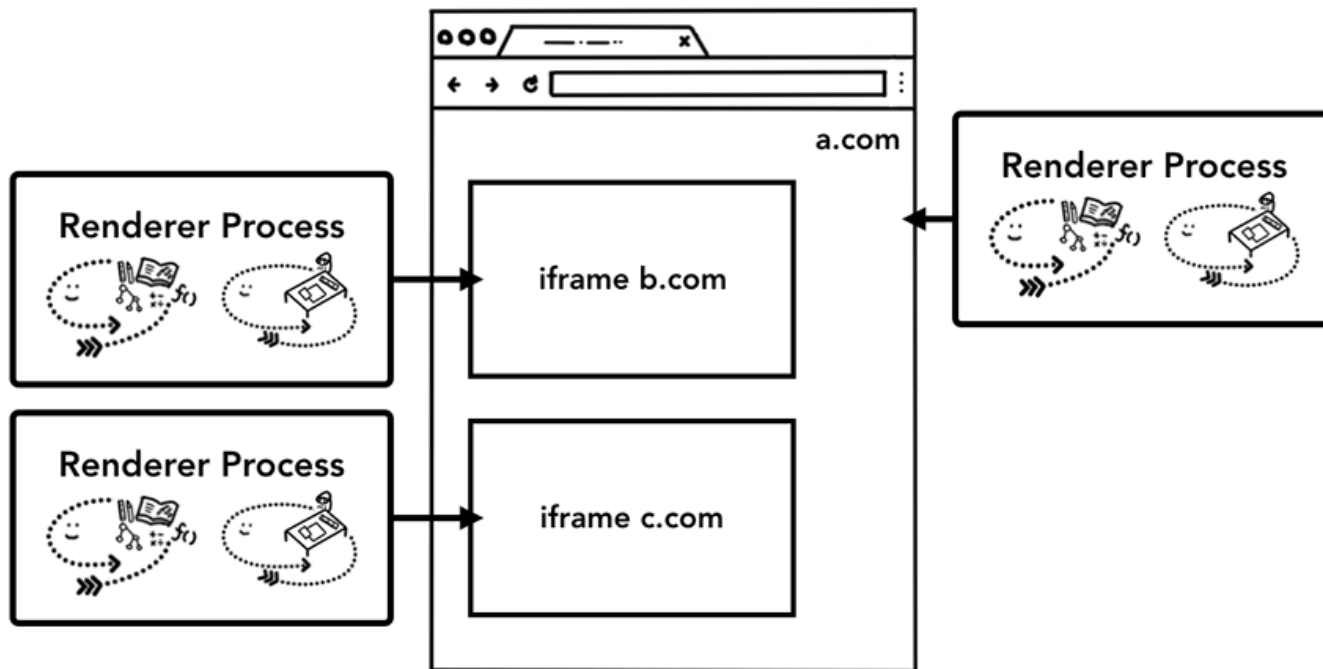 a.com
Renderer Process
f()
Renderer Process
f()
iframe b.com
Renderer Process
f()
iframe c.com